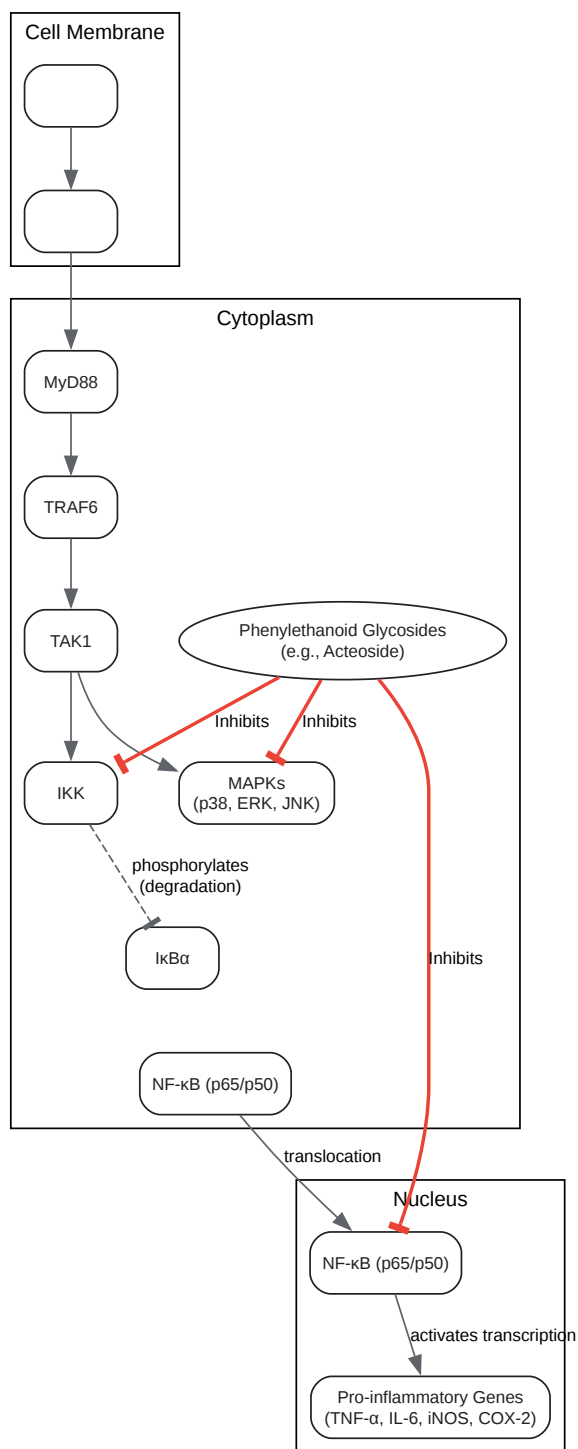 Cell Membrane
Cytoplasm
MyD88
TRAF6
TAK1
Phenylethanoid Glycosides
(e.g., Acteoside)
Inhibits
Inhibits
IKK
MAPKs
(p38, ERK, JNK)
phosphorylates
(degradation)
IκBα
Inhibits
NF-κB (p65/p50)
translocation
Nucleus
NF-κB (p65/p50)
activates transcription
Pro-inflammatory Genes
(TNF-α, IL-6, iNOS, COX-2)